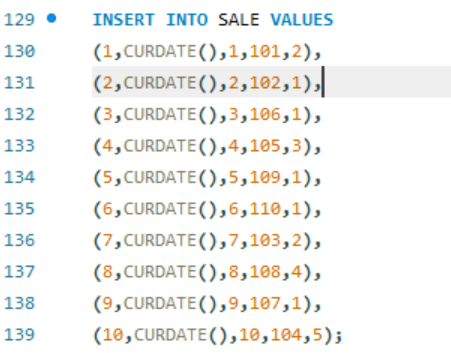 129 INSERT INTO SALE VALUES
130 (1,CURDATE(),1,101,2),
131 (2,CURDATE(),2,102,1),
132 (3,CURDATE(),3,106,1),
133 (4,CURDATE(),4,105,3),
134 (5,CURDATE(),5,109,1),
135 (6,CURDATE(),6,110,1),
136 (7,CURDATE(),7,103,2),
137 (8,CURDATE(),8,108,4),
138 (9,CURDATE(),9,107,1),
139 (10,CURDATE(),10,104,5);